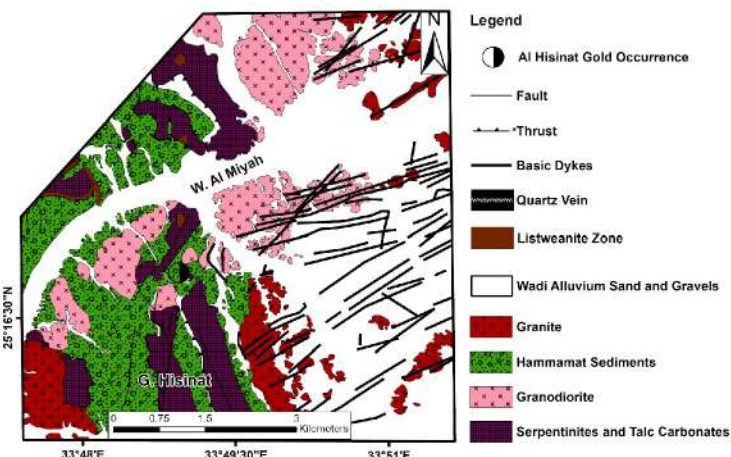 N
W. Al Miyah
G. Hisinat
25°16'30"N
0 0.75 1.5 3
Kilometers
33°48'E 33°49'30"E 33°51'E
Legend
Al Hisinat Gold Occurrence
Fault
Thrust
Basic Dykes
Quartz Vein
Listweanite Zone
Wadi Alluvium Sand and Gravels
Granite
Hammamat Sediments
Granodiorite
Serpentinites and Talc Carbonates